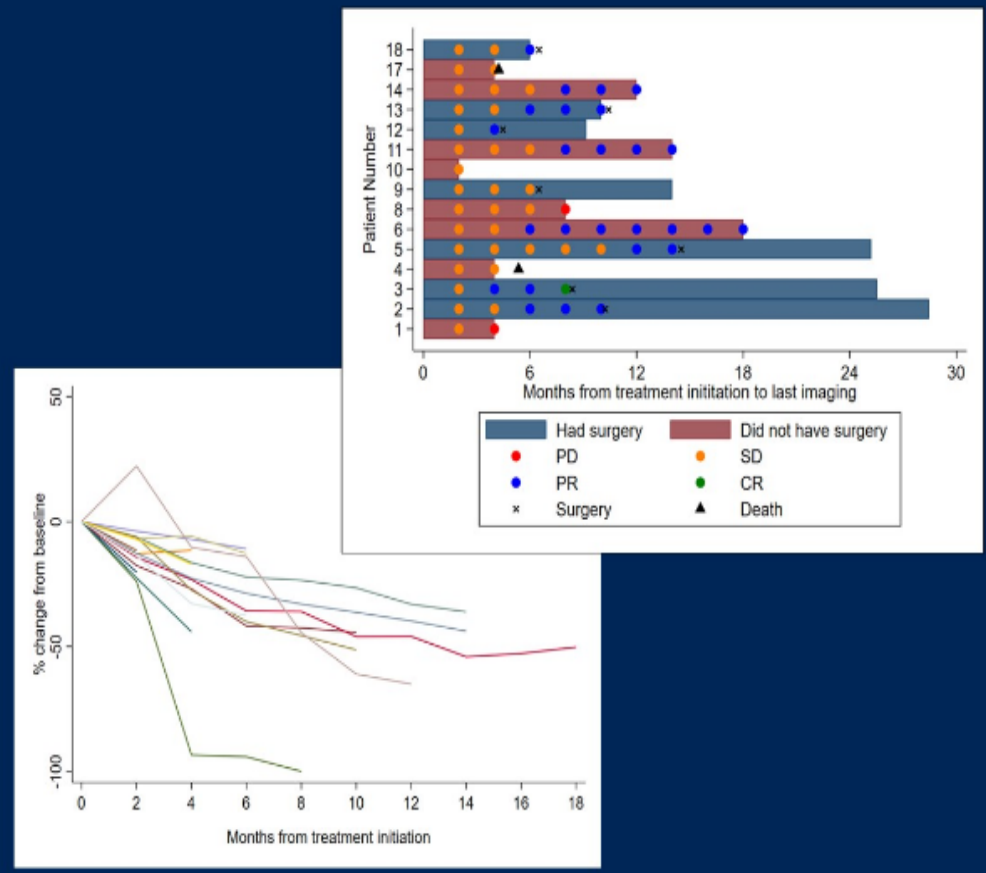 18
17
14
13
12
11
10
9
8
6
5
4
3
2
1
Patient Number
0 6 12 18 24 30
Months from treatment inititation to last imaging
Had surgery Did not have surgery
PD SD
PR CR
× Surgery Death
50
0
-50
-100
% change from baseline
0 2 4 6 8 10 12 14 16 18
Months from treatment initiation